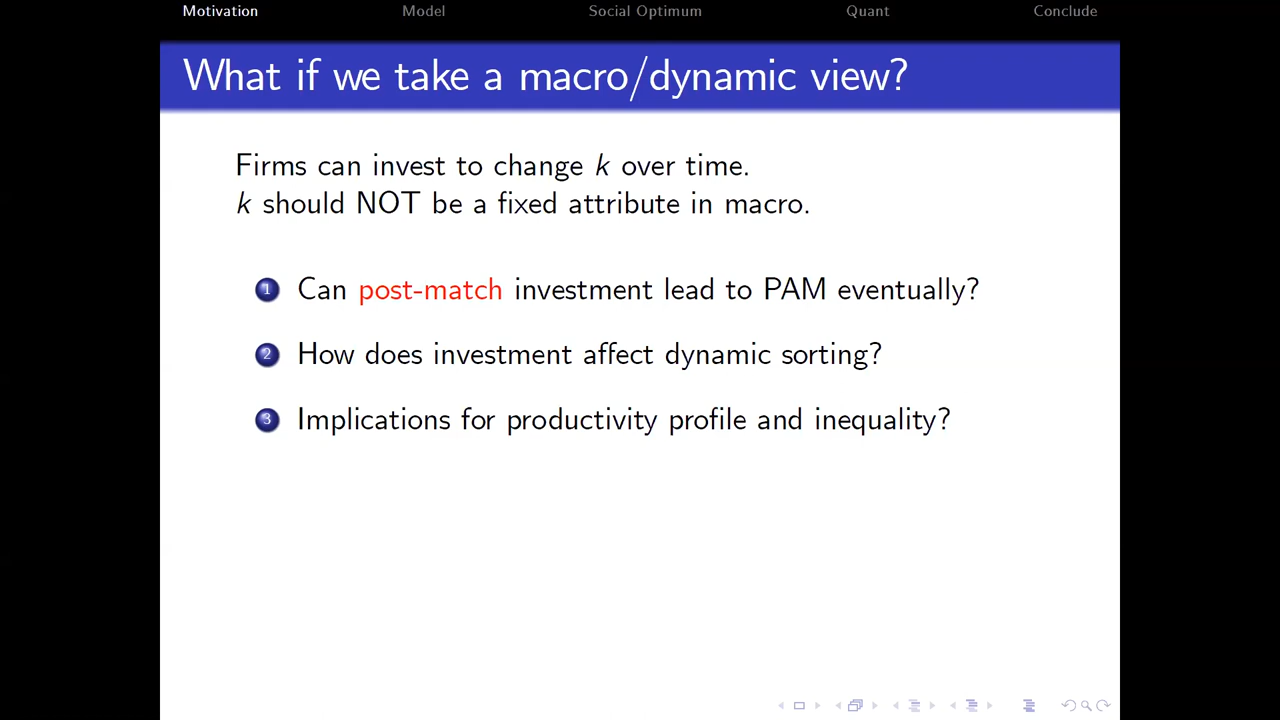 Motivation Model Social Optimum Quant Conclude
What if we take a macro/dynamic view?
Firms can invest to change k over time.
k should NOT be a fixed attribute in macro.
1 Can post-match investment lead to PAM eventually?
2 How does investment affect dynamic sorting?
3 Implications for productivity profile and inequality?